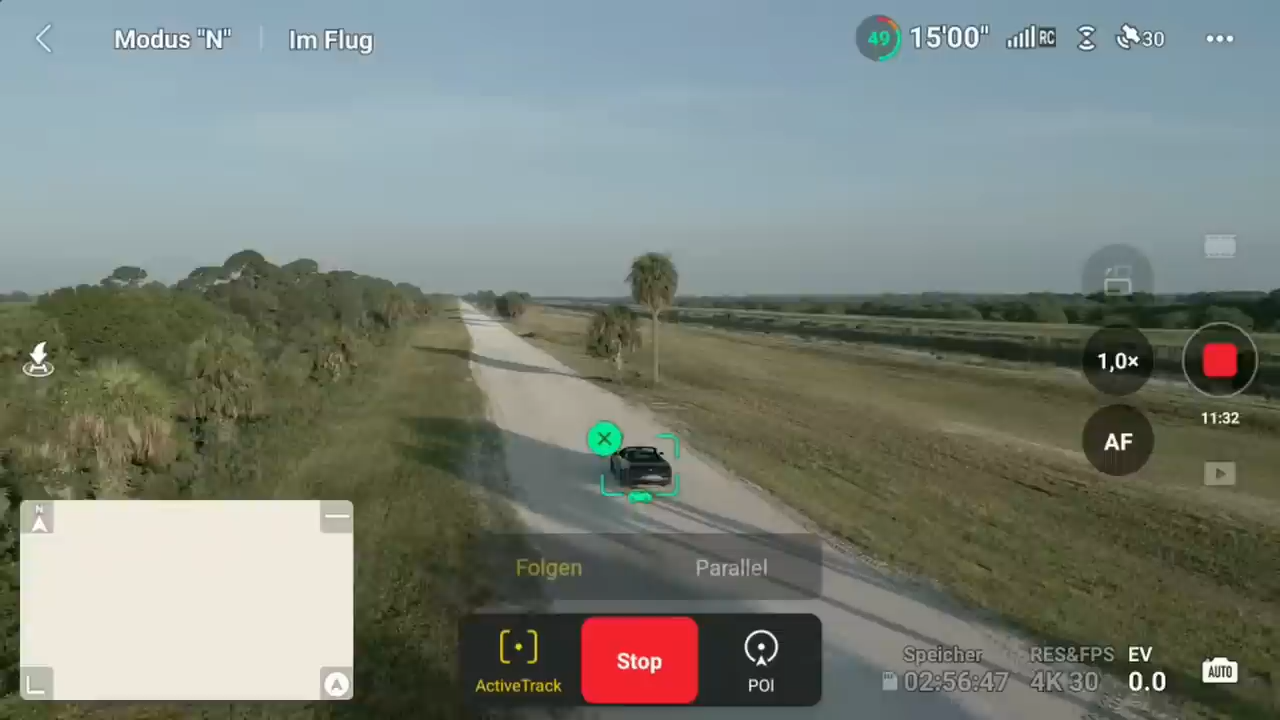 Modus "N"
Im Flug
49
15'00"
RC
30
1,0×
11:32
AF
N
Folgen
Parallel
Stop
ActiveTrack
POI
Speicher
RES&FPS
EV
02:56:47
4K 30
0.0
AUTO
A